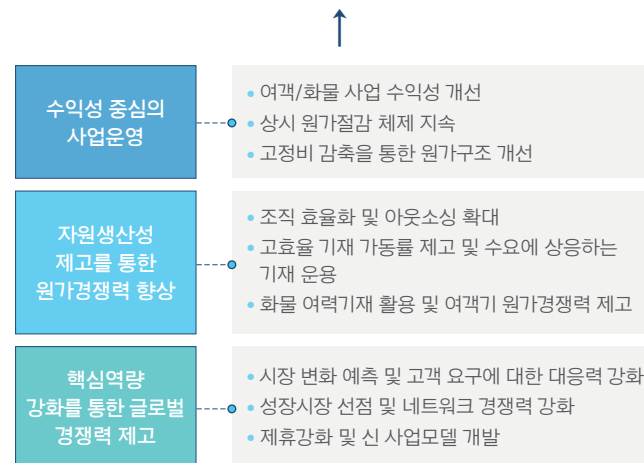 수익성 중심의
사업운영
• 여객/화물 사업 수익성 개선
• 상시 원가절감 체제 지속
• 고정비 감축을 통한 원가구조 개선
자원생산성
제고를 통한
원가경쟁력 향상
• 조직 효율화 및 아웃소싱 확대
• 고효율 기재 가동률 제고 및 수요에 상응하는
기재 운용
• 화물 여력기재 활용 및 여객기 원가경쟁력 제고
핵심역량
강화를 통한 글로벌
경쟁력 제고
• 시장 변화 예측 및 고객 요구에 대한 대응력 강화
• 성장시장 선점 및 네트워크 경쟁력 강화
• 제휴강화 및 신 사업모델 개발